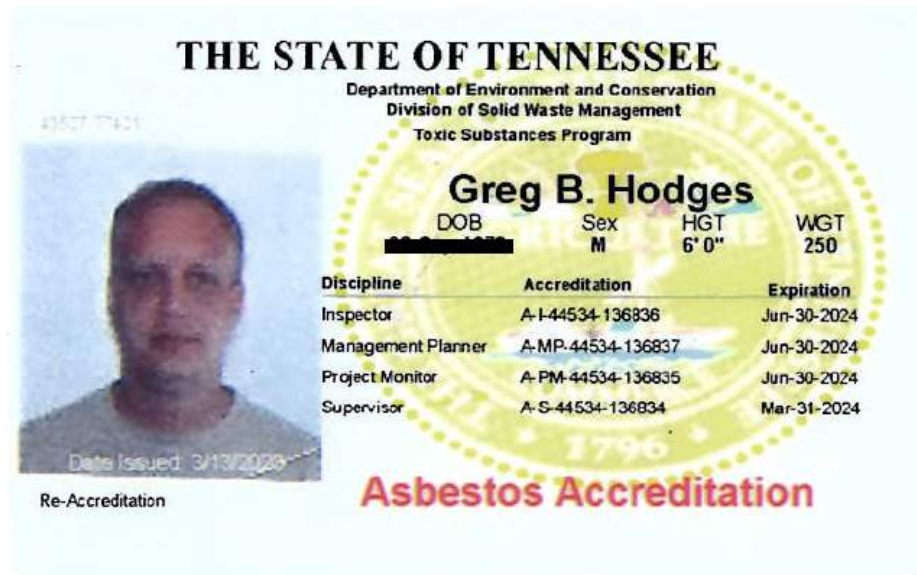 THE STATE OF TENNESSEE
Department of Environment and Conservation
Division of Solid Waste Management
Toxic Substances Program
Greg B. Hodges
DOB Sex HGT WGT
M 6' 0" 250
Discipline Accreditation Expiration
Inspector A-I-44534-136836 Jun-30-2024
Management Planner A-MP-44534-136837 Jun-30-2024
Project Monitor A-PM-44534-136835 Jun-30-2024
Supervisor A-S-44534-136834 Mar-31-2024
Date Issued: 3/13/2023
1796
Re-Accreditation
Asbestos Accreditation